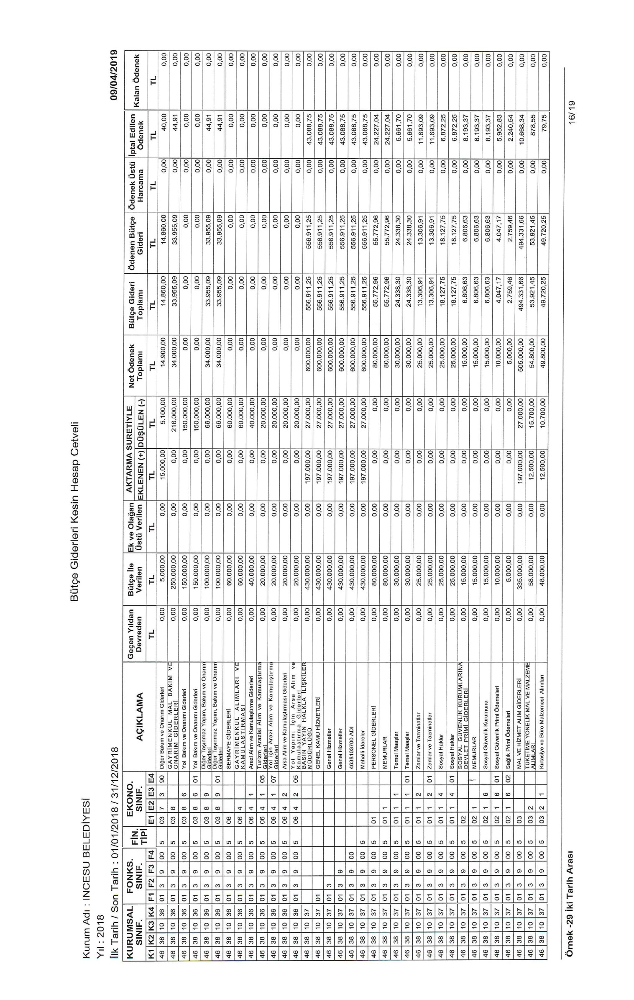 Bütçe Giderleri Kesin Hesap Cetveli
Kurum Adı : INCESU BELEDİYESİ
Yıl : 2018
09/04/2019
İlk Tarih / Son Tarih : 01/01/2018 / 31/12/2018
KURUMSAL SINIF. FONKS. SINIF. FİN. TİPİ EKONO. SINIF. AÇIKLAMA Geçen Yıldan Devreden Bütçe İle Verilen Ek ve Olağan Üstü Verilen AKTARMA SURETİYLE EKLENEN (+) DÜŞÜLEN (-) Net Ödenek Toplamı Bütçe Gideri Toplamı Ödenen Bütçe Gideri Ödenek Üstü Harcama İptal Edilen Ödenek Kalan Ödenek
K1 K2 K3 K4 F1 F2 F3 F4 E1 E2 E3 E4 TL TL TL TL TL TL TL TL TL TL TL
46 38 10 36 01 3 9 00 5 03 7 3 90 Diğer Bakım ve Onarım Giderleri 0,00 5.000,00 0,00 15.000,00 5.100,00 14.900,00 14.860,00 14.860,00 0,00 40,00 0,00
46 38 10 36 01 3 9 00 5 03 8 GAYRİMENKUL MAL BAKIM VE ONARIM GİDERLERİ 0,00 250.000,00 0,00 0,00 216.000,00 34.000,00 33.955,09 33.955,09 0,00 44,91 0,00
46 38 10 36 01 3 9 00 5 03 8 6 Yol Bakım ve Onarımı Giderleri 0,00 150.000,00 0,00 0,00 150.000,00 0,00 0,00 0,00 0,00 0,00 0,00
46 38 10 36 01 3 9 00 5 03 8 6 01 Yol Bakım ve Onarımı Giderleri 0,00 150.000,00 0,00 0,00 150.000,00 0,00 0,00 0,00 0,00 0,00 0,00
46 38 10 36 01 3 9 00 5 03 8 9 Diğer Taşınmaz Yapım, Bakım ve Onarım Giderleri 0,00 100.000,00 0,00 0,00 66.000,00 34.000,00 33.955,09 33.955,09 0,00 44,91 0,00
46 38 10 36 01 3 9 00 5 03 8 9 01 Diğer Taşınmaz Yapım, Bakım ve Onarım Giderleri 0,00 100.000,00 0,00 0,00 66.000,00 34.000,00 33.955,09 33.955,09 0,00 44,91 0,00
46 38 10 36 01 3 9 00 5 06 SERMAYE GİDERLERİ 0,00 60.000,00 0,00 0,00 60.000,00 0,00 0,00 0,00 0,00 0,00 0,00
46 38 10 36 01 3 9 00 5 06 4 GAYRİMENKUL ALIMLARI VE KAMULAŞTIRMASI 0,00 60.000,00 0,00 0,00 60.000,00 0,00 0,00 0,00 0,00 0,00 0,00
46 38 10 36 01 3 9 00 5 06 4 1 Arazi Alım ve Kamulaştırma Giderleri 0,00 40.000,00 0,00 0,00 40.000,00 0,00 0,00 0,00 0,00 0,00 0,00
46 38 10 36 01 3 9 00 5 06 4 1 05 Turizm Arazisi Alım ve Kamulaştırma Giderleri 0,00 20.000,00 0,00 0,00 20.000,00 0,00 0,00 0,00 0,00 0,00 0,00
46 38 10 36 01 3 9 00 5 06 4 1 07 Yol için Arazi Alım ve Kamulaştırma Giderleri 0,00 20.000,00 0,00 0,00 20.000,00 0,00 0,00 0,00 0,00 0,00 0,00
46 38 10 36 01 3 9 00 5 06 4 2 Arsa Alım ve Kamulaştırması Giderleri 0,00 20.000,00 0,00 0,00 20.000,00 0,00 0,00 0,00 0,00 0,00 0,00
46 38 10 36 01 3 9 00 5 06 4 2 05 Yol Yapımı İçin Arsa Alım ve Kamulaştırma Giderleri 0,00 20.000,00 0,00 0,00 20.000,00 0,00 0,00 0,00 0,00 0,00 0,00
46 38 10 37 BASIN YAYIN HALKLA İLİŞKİLER MÜDÜRLÜĞÜ 0,00 430.000,00 0,00 197.000,00 27.000,00 600.000,00 556.911,25 556.911,25 0,00 43.088,75 0,00
46 38 10 37 01 GENEL KAMU HİZMETLERİ 0,00 430.000,00 0,00 197.000,00 27.000,00 600.000,00 556.911,25 556.911,25 0,00 43.088,75 0,00
46 38 10 37 01 3 Genel Hizmetler 0,00 430.000,00 0,00 197.000,00 27.000,00 600.000,00 556.911,25 556.911,25 0,00 43.088,75 0,00
46 38 10 37 01 3 9 Genel Hizmetler 0,00 430.000,00 0,00 197.000,00 27.000,00 600.000,00 556.911,25 556.911,25 0,00 43.088,75 0,00
46 38 10 37 01 3 9 00 4638103700 ADI 0,00 430.000,00 0,00 197.000,00 27.000,00 600.000,00 556.911,25 556.911,25 0,00 43.088,75 0,00
46 38 10 37 01 3 9 00 5 Mahalli İdareler 0,00 430.000,00 0,00 197.000,00 27.000,00 600.000,00 556.911,25 556.911,25 0,00 43.088,75 0,00
46 38 10 37 01 3 9 00 5 01 PERSONEL GİDERLERİ 0,00 80.000,00 0,00 0,00 0,00 80.000,00 55.772,96 55.772,96 0,00 24.227,04 0,00
46 38 10 37 01 3 9 00 5 01 1 MEMURLAR 0,00 80.000,00 0,00 0,00 0,00 80.000,00 55.772,96 55.772,96 0,00 24.227,04 0,00
46 38 10 37 01 3 9 00 5 01 1 1 Temel Maaşlar 0,00 30.000,00 0,00 0,00 0,00 30.000,00 24.338,30 24.338,30 0,00 5.661,70 0,00
46 38 10 37 01 3 9 00 5 01 1 1 01 Temel Maaşlar 0,00 30.000,00 0,00 0,00 0,00 30.000,00 24.338,30 24.338,30 0,00 5.661,70 0,00
46 38 10 37 01 3 9 00 5 01 1 2 Zamlar ve Tazminatlar 0,00 25.000,00 0,00 0,00 0,00 25.000,00 13.306,91 13.306,91 0,00 11.693,09 0,00
46 38 10 37 01 3 9 00 5 01 1 2 01 Zamlar ve Tazminatlar 0,00 25.000,00 0,00 0,00 0,00 25.000,00 13.306,91 13.306,91 0,00 11.693,09 0,00
46 38 10 37 01 3 9 00 5 01 1 4 Sosyal Haklar 0,00 25.000,00 0,00 0,00 0,00 25.000,00 18.127,75 18.127,75 0,00 6.872,25 0,00
46 38 10 37 01 3 9 00 5 01 1 4 01 Sosyal Haklar 0,00 25.000,00 0,00 0,00 0,00 25.000,00 18.127,75 18.127,75 0,00 6.872,25 0,00
46 38 10 37 01 3 9 00 5 02 SOSYAL GÜVENLİK KURUMLARINA DEVLET PRİMİ GİDERLERİ 0,00 15.000,00 0,00 0,00 0,00 15.000,00 6.806,63 6.806,63 0,00 8.193,37 0,00
46 38 10 37 01 3 9 00 5 02 1 MEMURLAR 0,00 15.000,00 0,00 0,00 0,00 15.000,00 6.806,63 6.806,63 0,00 8.193,37 0,00
46 38 10 37 01 3 9 00 5 02 1 6 Sosyal Güvenlik Kurumuna 0,00 15.000,00 0,00 0,00 0,00 15.000,00 6.806,63 6.806,63 0,00 8.193,37 0,00
46 38 10 37 01 3 9 00 5 02 1 6 01 Sosyal Güvenlik Primi Ödemeleri 0,00 10.000,00 0,00 0,00 0,00 10.000,00 4.047,17 4.047,17 0,00 5.952,83 0,00
46 38 10 37 01 3 9 00 5 02 1 6 02 Sağlık Primi Ödemeleri 0,00 5.000,00 0,00 0,00 0,00 5.000,00 2.759,46 2.759,46 0,00 2.240,54 0,00
46 38 10 37 01 3 9 00 5 03 MAL VE HİZMET ALIM GİDERLERİ 0,00 335.000,00 0,00 197.000,00 27.000,00 505.000,00 494.331,66 494.331,66 0,00 10.668,34 0,00
46 38 10 37 01 3 9 00 5 03 2 TÜKETİME YÖNELİK MAL VE MALZEME ALIMLARI 0,00 58.000,00 0,00 12.500,00 15.700,00 54.800,00 53.921,45 53.921,45 0,00 878,55 0,00
46 38 10 37 01 3 9 00 5 03 2 1 Kırtasiye ve Büro Malzemesi Alımları 0,00 48.000,00 0,00 12.500,00 10.700,00 49.800,00 49.720,25 49.720,25 0,00 79,75 0,00
Örnek -29 İki Tarih Arası
16/19